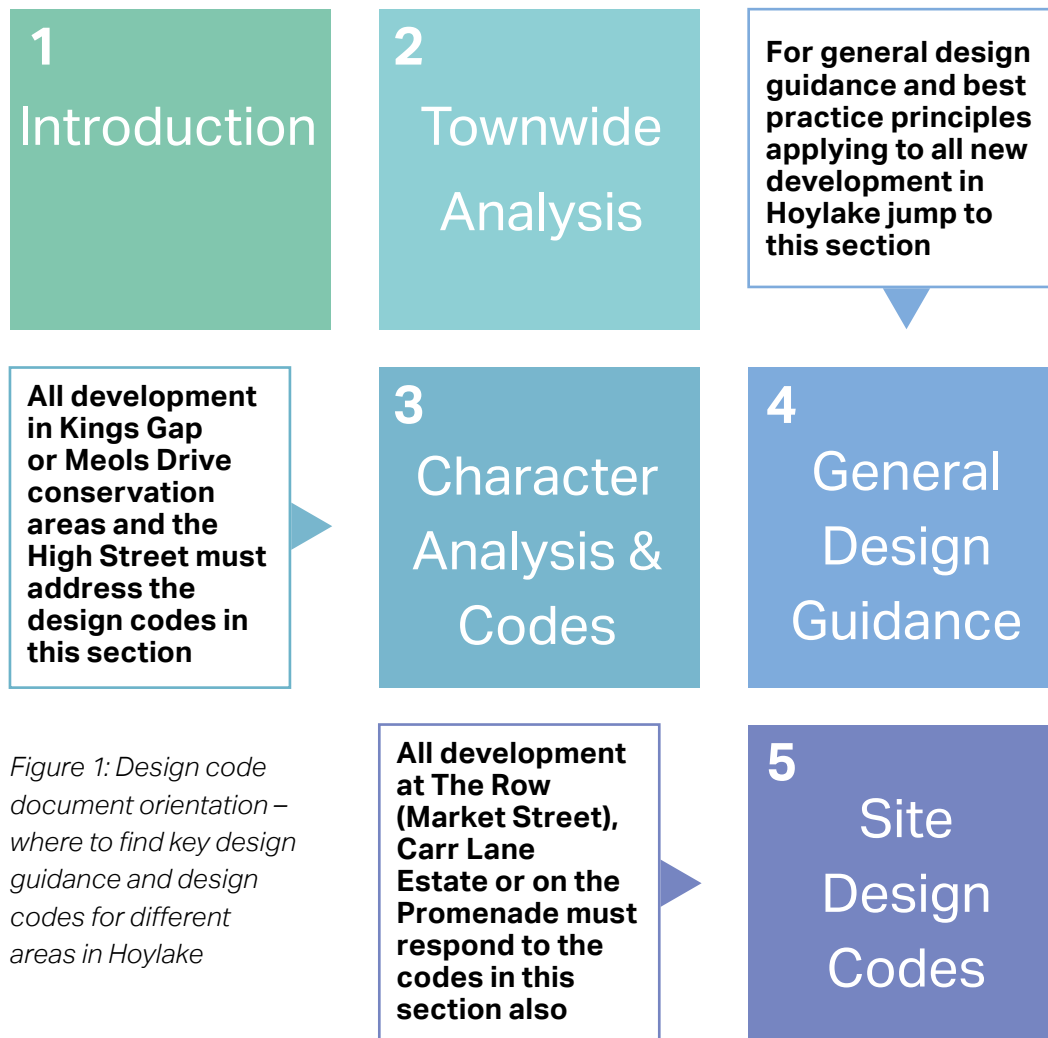 1
Introduction
2
Townwide
Analysis
For general design
guidance and best
practice principles
applying to all new
development in
Hoylake jump to
this section
All development
in Kings Gap
or Meols Drive
conservation
areas and the
High Street must
address the
design codes in
this section
3
Character
Analysis &
Codes
4
General
Design
Guidance
Figure 1: Design code
document orientation –
where to find key design
guidance and design
codes for different
areas in Hoylake
All development
at The Row
(Market Street),
Carr Lane
Estate or on the
Promenade must
respond to the
codes in this
section also
5
Site
Design
Codes